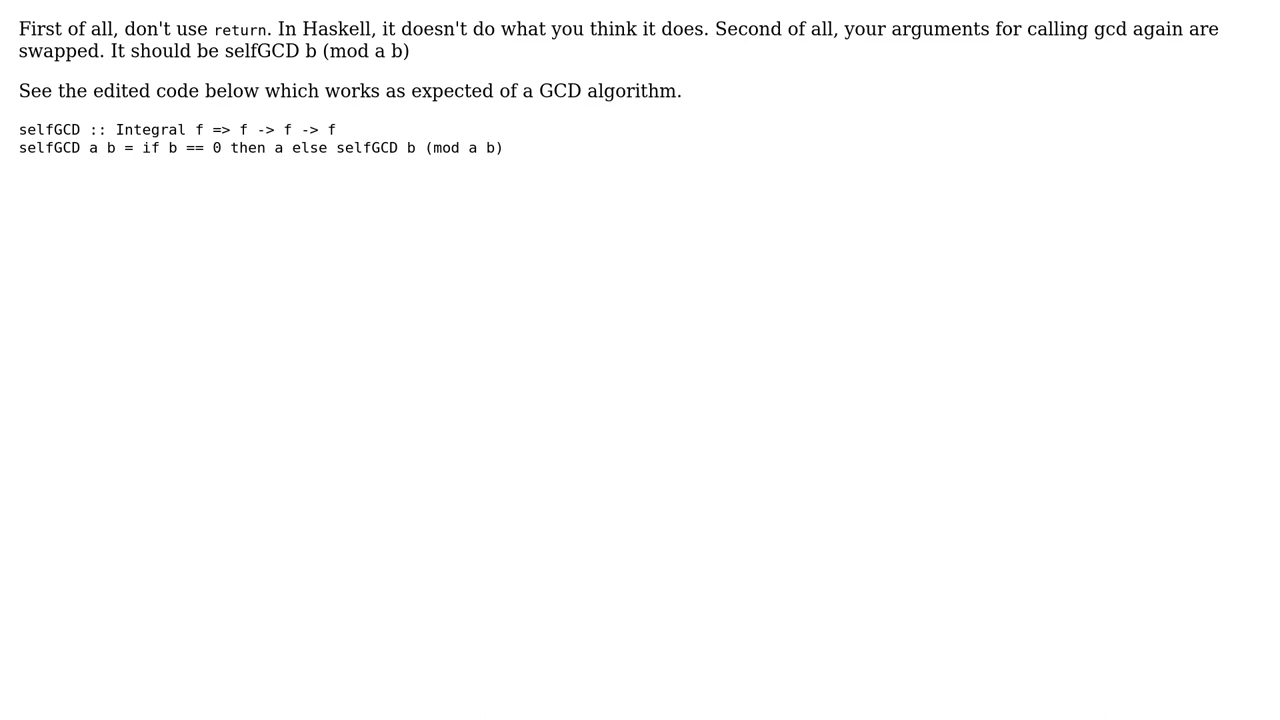 First of all, don't use return. In Haskell, it doesn't do what you think it does. Second of all, your arguments for calling gcd again are
swapped. It should be selfGCD b (mod a b)
See the edited code below which works as expected of a GCD algorithm.
selfGCD :: Integral f => f -> f -> f
selfGCD a b = if b == 0 then a else selfGCD b (mod a b)